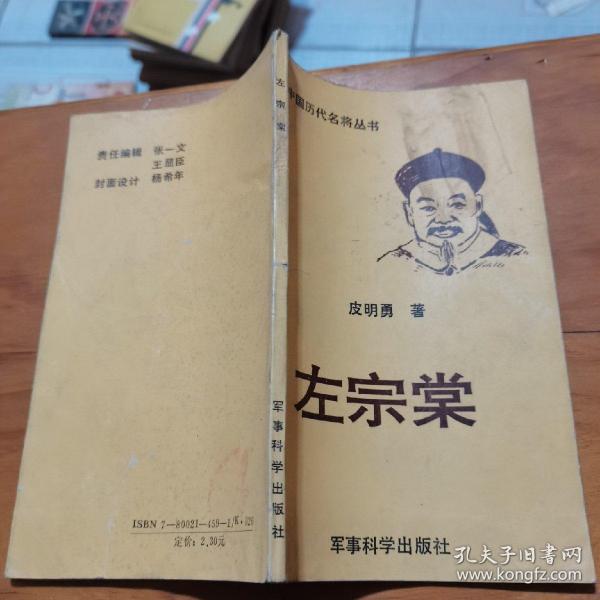 中国历代名将丛书
皮明勇 著
左宗棠
军事科学出版社
左宗棠
军事科学出版社
责任编辑 张一文
王显臣
封面设计 杨希年
ISBN 7—80021—459—1/K·026
定价：2.30元
孔夫子旧书网
www.kongfz.com